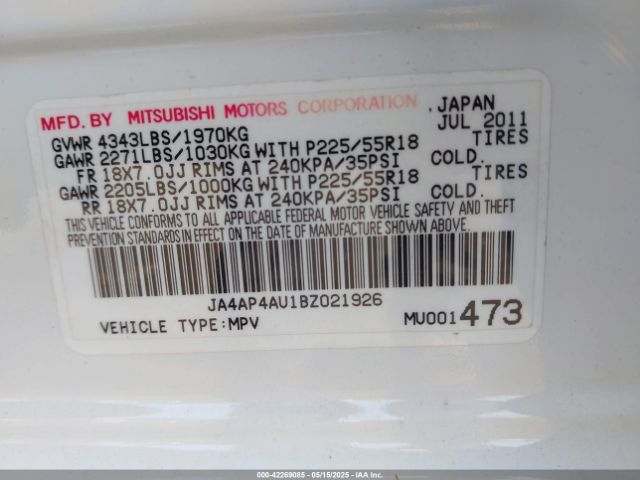 MFD. BY MITSUBISHI MOTORS CORPORATION . JAPAN
GVWR 4343LBS/1970KG JUL 2011
GAWR 2271LBS/1030KG WITH P225/55R18 TIRES
FR 18X7.0JJ RIMS AT 240KPA/35PSI COLD.
GAWR 2205LBS/1000KG WITH P225/55R18 TIRES
RR 18X7.0JJ RIMS AT 240KPA/35PSI COLD.
THIS VEHICLE CONFORMS TO ALL APPLICABLE FEDERAL MOTOR VEHICLE SAFETY AND THEFT
PREVENTION STANDARDS IN EFFECT ON THE DATE OF MANUFACTURE SHOWN ABOVE.
JA4AP4AU1BZ021926
VEHICLE TYPE:MPV MU001473
000-42269085 - 05/15/2025 - COPYRIGHT IAA, LLC